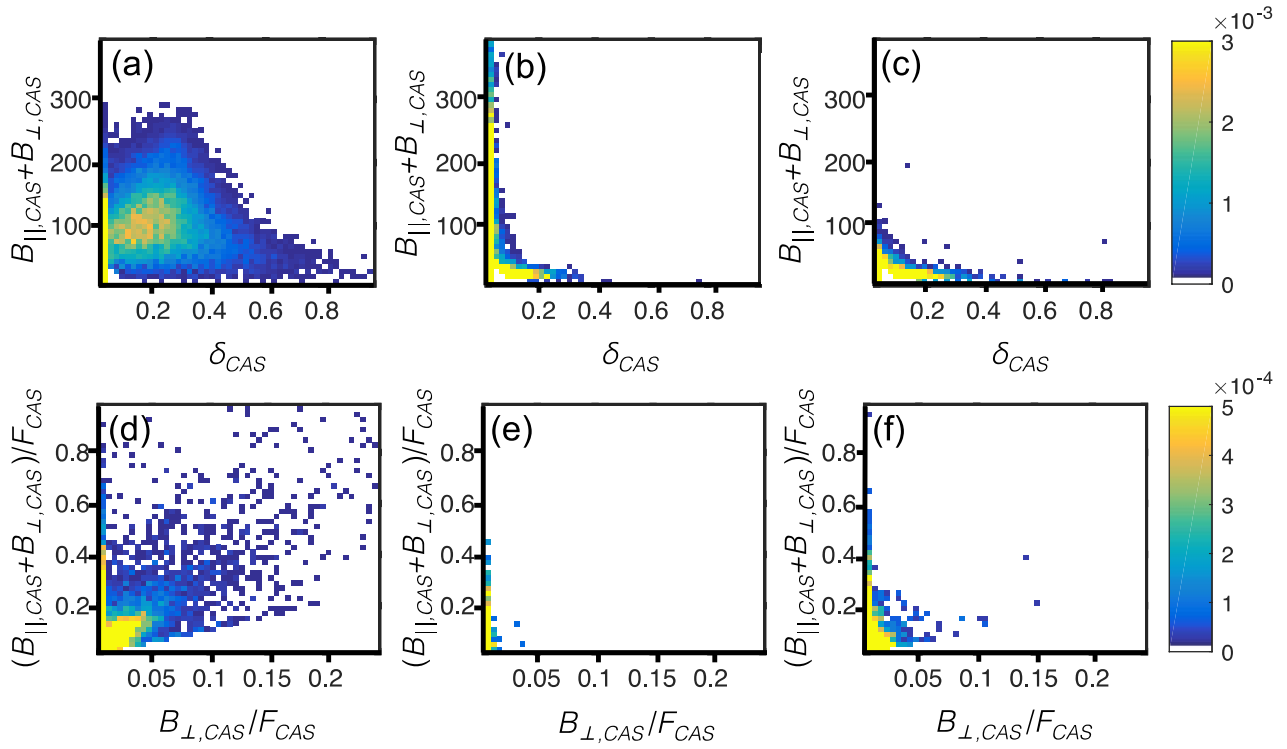 ×10⁻³
(a) (b) (c)
B||,CAS+B⊥,CAS B||,CAS+B⊥,CAS B||,CAS+B⊥,CAS
300 300 300 3
200 200 200 2.5
100 100 100 2
1.5
1
0.5
0
0.2 0.4 0.6 0.8 0.2 0.4 0.6 0.8 0.2 0.4 0.6 0.8
δCAS δCAS δCAS
×10⁻⁴
(d) (e) (f)
(B||,CAS+B⊥,CAS)/FCAS (B||,CAS+B⊥,CAS)/FCAS (B||,CAS+B⊥,CAS)/FCAS
0.8 0.8 0.8 5
0.6 0.6 0.6 4
0.4 0.4 0.4 3
0.2 0.2 0.2 2
1
0
0.05 0.1 0.15 0.2 0.05 0.1 0.15 0.2 0.05 0.1 0.15 0.2
B⊥,CAS/FCAS B⊥,CAS/FCAS B⊥,CAS/FCAS